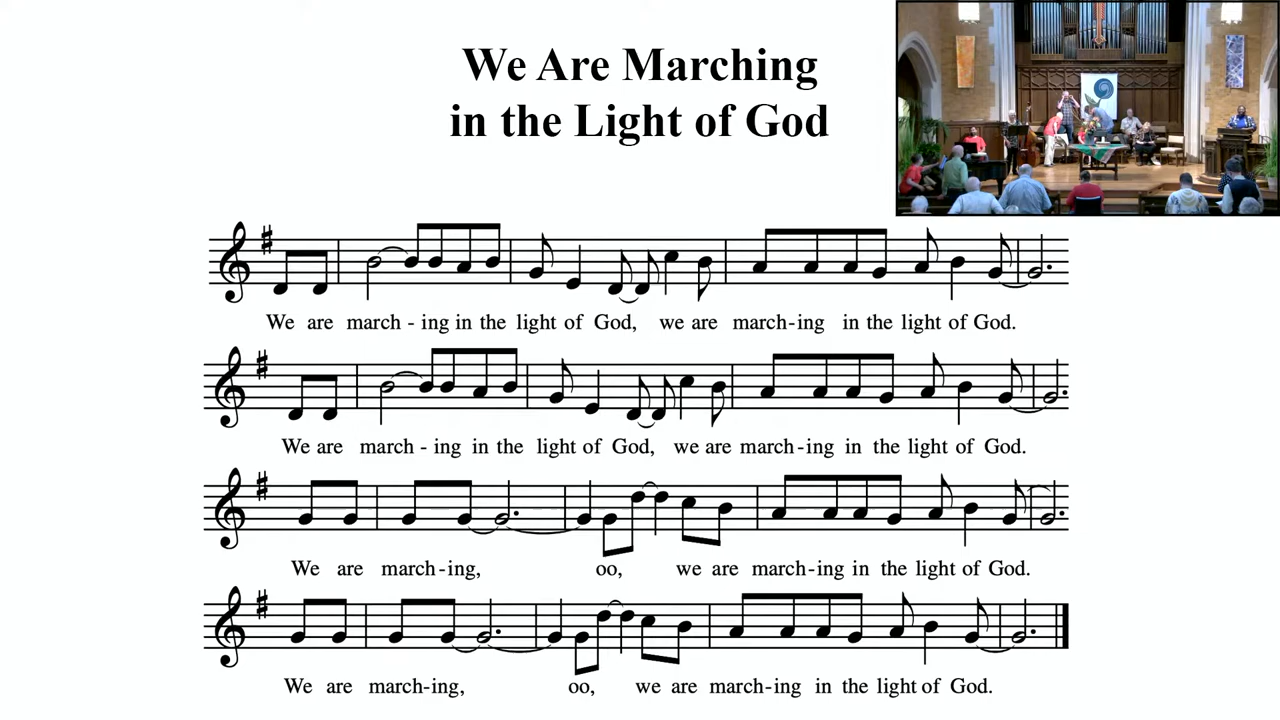 We Are Marching
in the Light of God
We are march - ing in the light of God, we are march-ing in the light of God.
We are march - ing in the light of God, we are march-ing in the light of God.
We are march-ing, oo, we are march-ing in the light of God.
We are march-ing, oo, we are march-ing in the light of God.